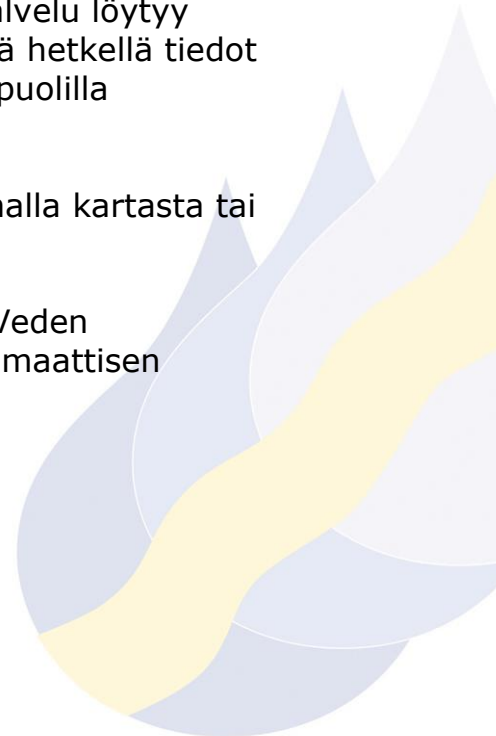 alvelu löytyy
ä hetkellä tiedot
puolilla
nalla kartasta tai
Veden
maattisen